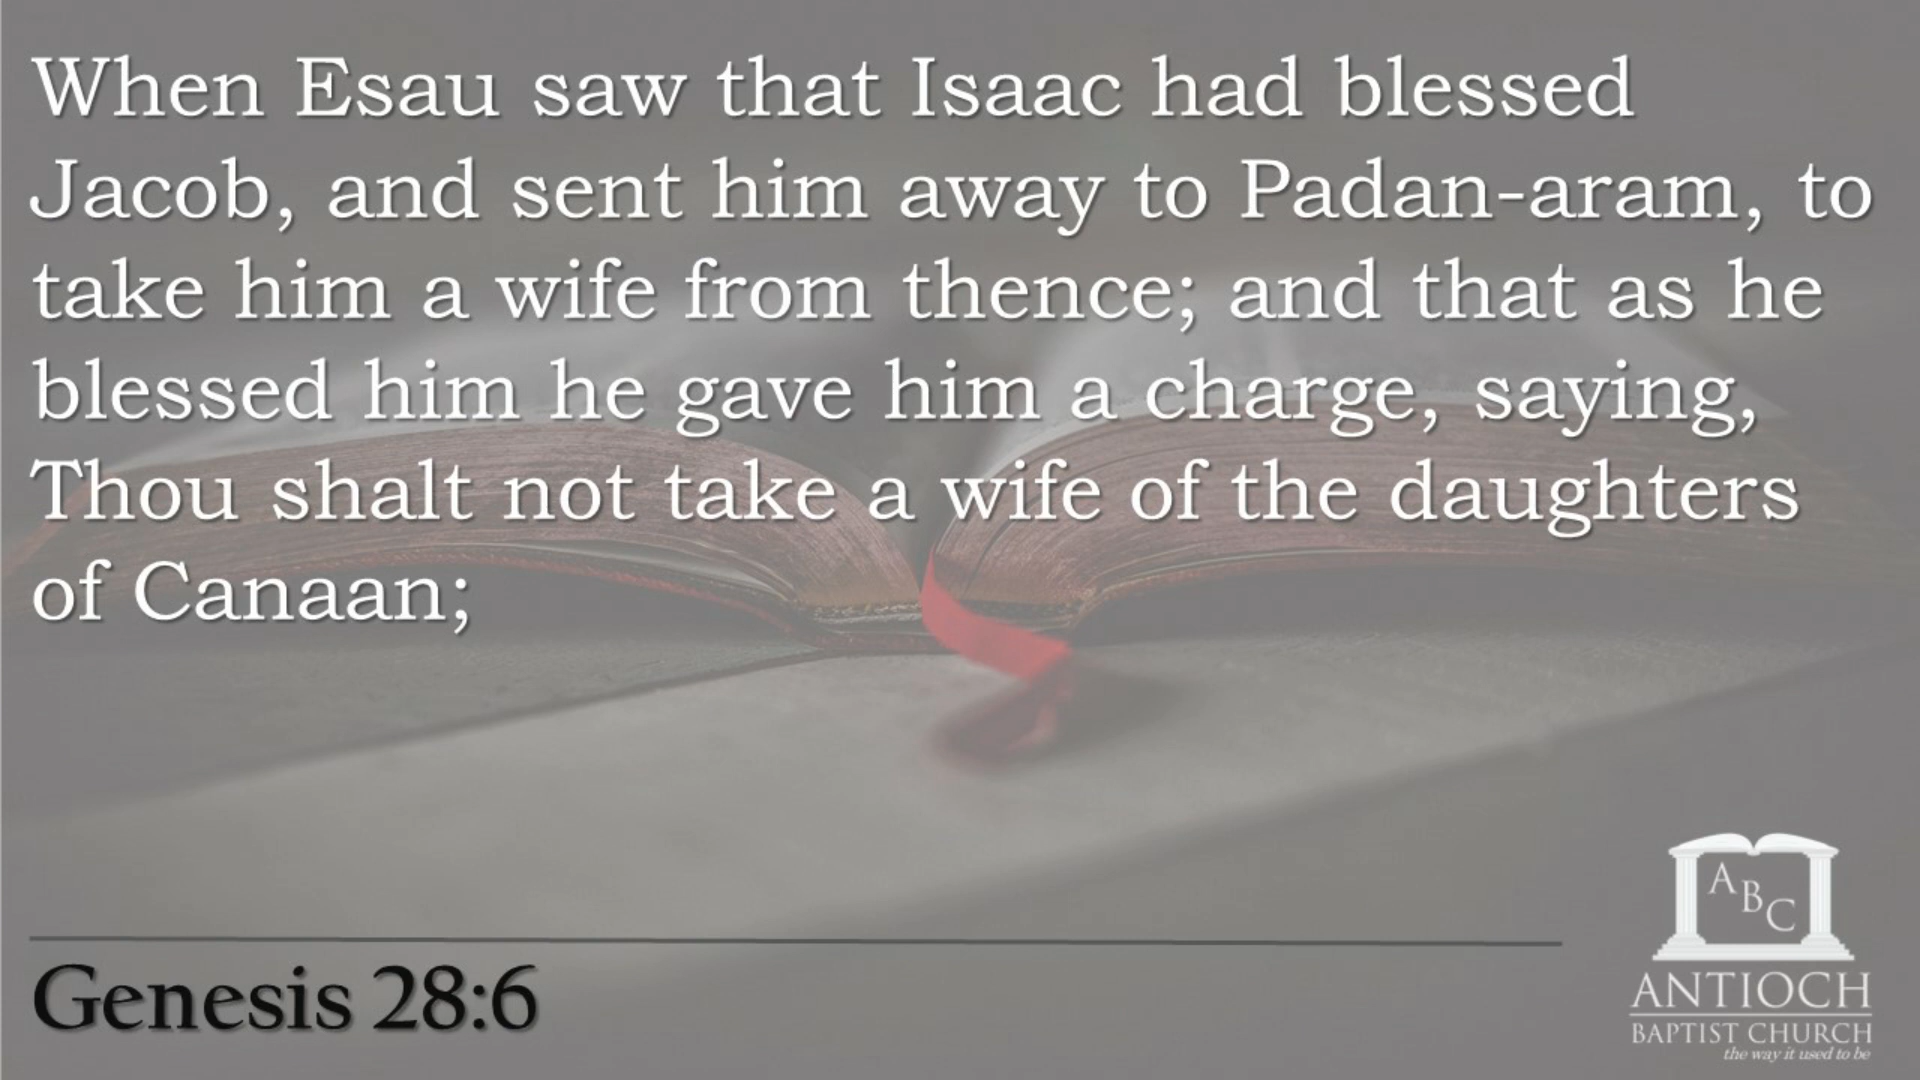 When Esau saw that Isaac had blessed
Jacob, and sent him away to Padan-aram, to
take him a wife from thence; and that as he
blessed him he gave him a charge, saying,
Thou shalt not take a wife of the daughters
of Canaan;
Genesis 28:6
A B C
ANTIOCH
BAPTIST CHURCH
the way it used to be